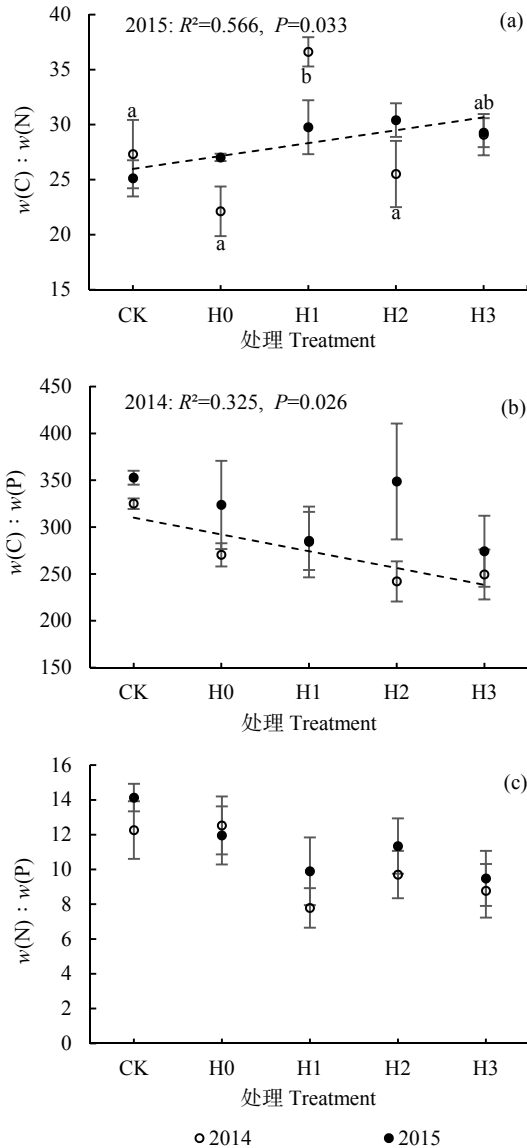 (a)
2015: R²=0.566, P=0.033
w(C)：w(N)
40
35
30
25
20
15
a
a
b
a
ab
CK H0 H1 H2 H3
处理 Treatment
(b)
2014: R²=0.325, P=0.026
w(C)：w(P)
450
400
350
300
250
200
150
CK H0 H1 H2 H3
处理 Treatment
(c)
w(N)：w(P)
16
14
12
10
8
6
4
2
0
CK H0 H1 H2 H3
处理 Treatment
2014 2015